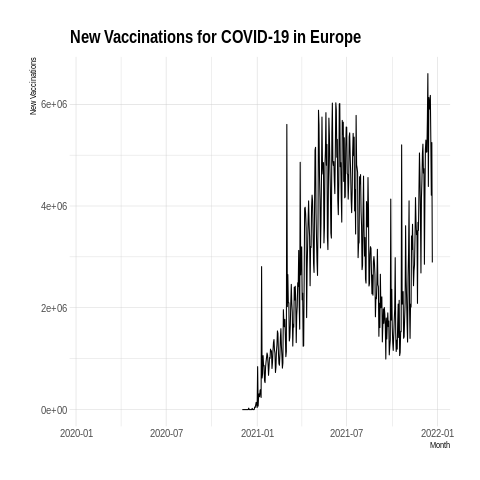 New Vaccinations for COVID-19 in Europe
New Vaccinations
6e+06
4e+06
2e+06
0e+00
2020-01 2020-07 2021-01 2021-07 2022-01
Month